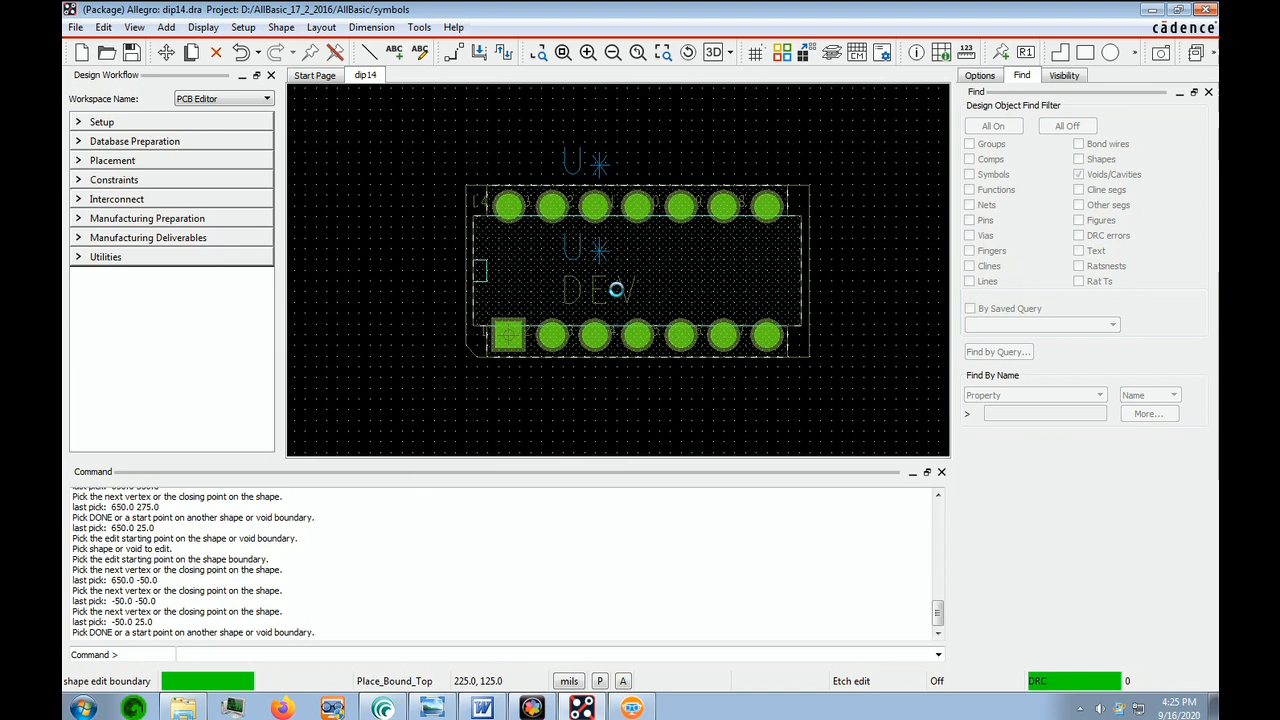 (Package) Allegro: dip14.dra Project: D:/AllBasic_17_2_2016/AllBasic/symbols
File Edit View Add Display Setup Shape Layout Dimension Tools Help
cādence
ABC ABC 3D CM 123 R1
Design Workflow
Start Page dip14
Options Find Visibility
Workspace Name: PCB Editor
Setup
Database Preparation
Placement
Constraints
Interconnect
Manufacturing Preparation
Manufacturing Deliverables
Utilities
U*
U*
DEV
Find
Design Object Find Filter
All On All Off
Groups Bond wires
Comps Shapes
Symbols Voids/Cavities
Functions Cline segs
Nets Other segs
Pins Figures
Vias DRC errors
Fingers Text
Clines Ratsnests
Lines Rat Ts
By Saved Query
Find by Query...
Find By Name
Property Name
> More...
Command
Pick the next vertex or the closing point on the shape.
last pick: 650.0 275.0
Pick DONE or a start point on another shape or void boundary.
last pick: 650.0 25.0
Pick the edit starting point on the shape or void boundary.
Pick shape or void to edit.
Pick the edit starting point on the shape boundary.
Pick the next vertex or the closing point on the shape.
last pick: 650.0 -50.0
Pick the next vertex or the closing point on the shape.
last pick: -50.0 -50.0
Pick the next vertex or the closing point on the shape.
last pick: -50.0 25.0
Pick DONE or a start point on another shape or void boundary.
Command >
shape edit boundary Place_Bound_Top 225.0, 125.0 mils P A Etch edit Off DRC 0
4:25 PM
9/16/2020